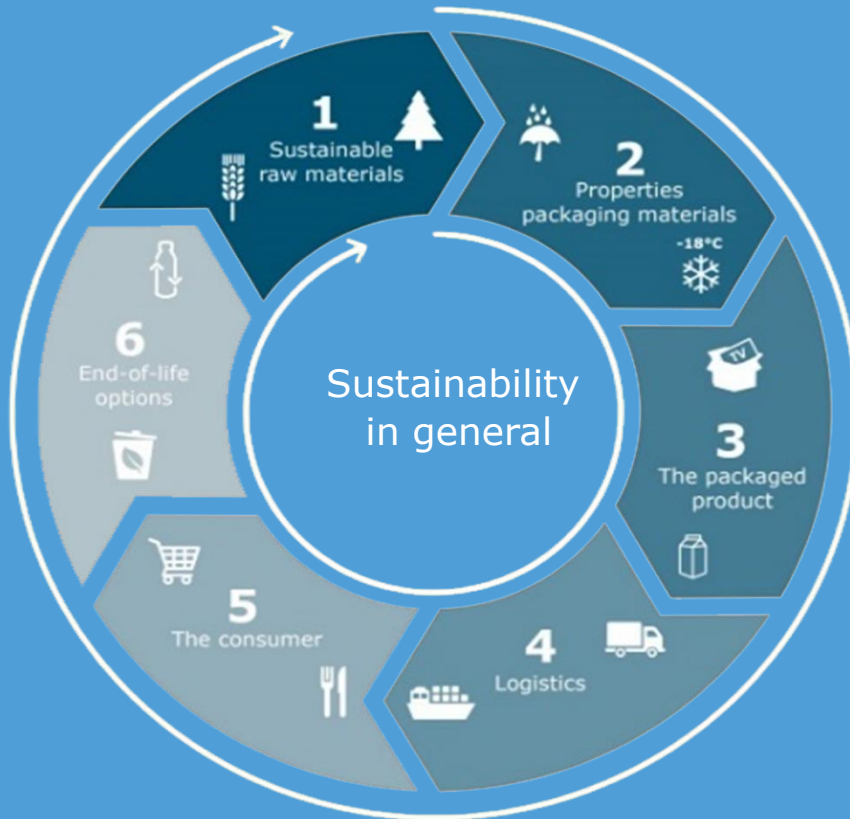 1
Sustainable
raw materials
2
Properties
packaging materials
-18°C
TV
3
The packaged
product
4
Logistics
5
The consumer
6
End-of-life
options
Sustainability
in general